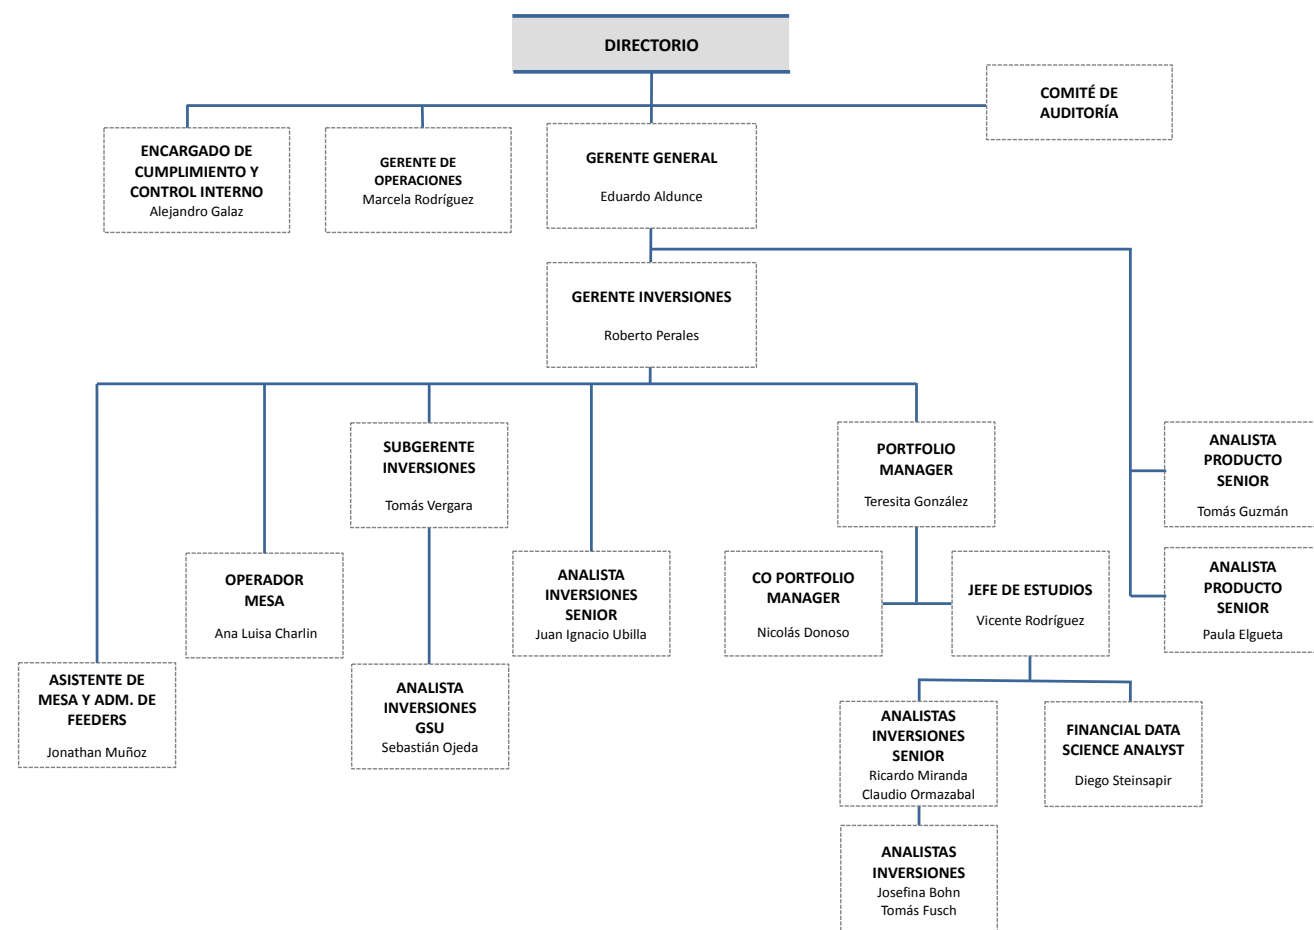 DIRECTORIO
COMITÉ DE
AUDITORÍA
ENCARGADO DE
CUMPLIMIENTO Y
CONTROL INTERNO
Alejandro Galaz
GERENTE DE
OPERACIONES
Marcela Rodríguez
GERENTE GENERAL
Eduardo Aldunce
GERENTE INVERSIONES
Roberto Perales
SUBGERENTE
INVERSIONES
Tomás Vergara
PORTFOLIO
MANAGER
Teresita González
ANALISTA
PRODUCTO
SENIOR
Tomás Guzmán
OPERADOR
MESA
Ana Luisa Charlin
ANALISTA
INVERSIONES
SENIOR
Juan Ignacio Ubilla
CO PORTFOLIO
MANAGER
Nicolás Donoso
JEFE DE ESTUDIOS
Vicente Rodríguez
ANALISTA
PRODUCTO
SENIOR
Paula Elgueta
ASISTENTE DE
MESA Y ADM. DE
FEEDERS
Jonathan Muñoz
ANALISTA
INVERSIONES
GSU
Sebastián Ojeda
ANALISTAS
INVERSIONES
SENIOR
Ricardo Miranda
Claudio Ormazabal
FINANCIAL DATA
SCIENCE ANALYST
Diego Steinsapir
ANALISTAS
INVERSIONES
Josefina Bohn
Tomás Fusch